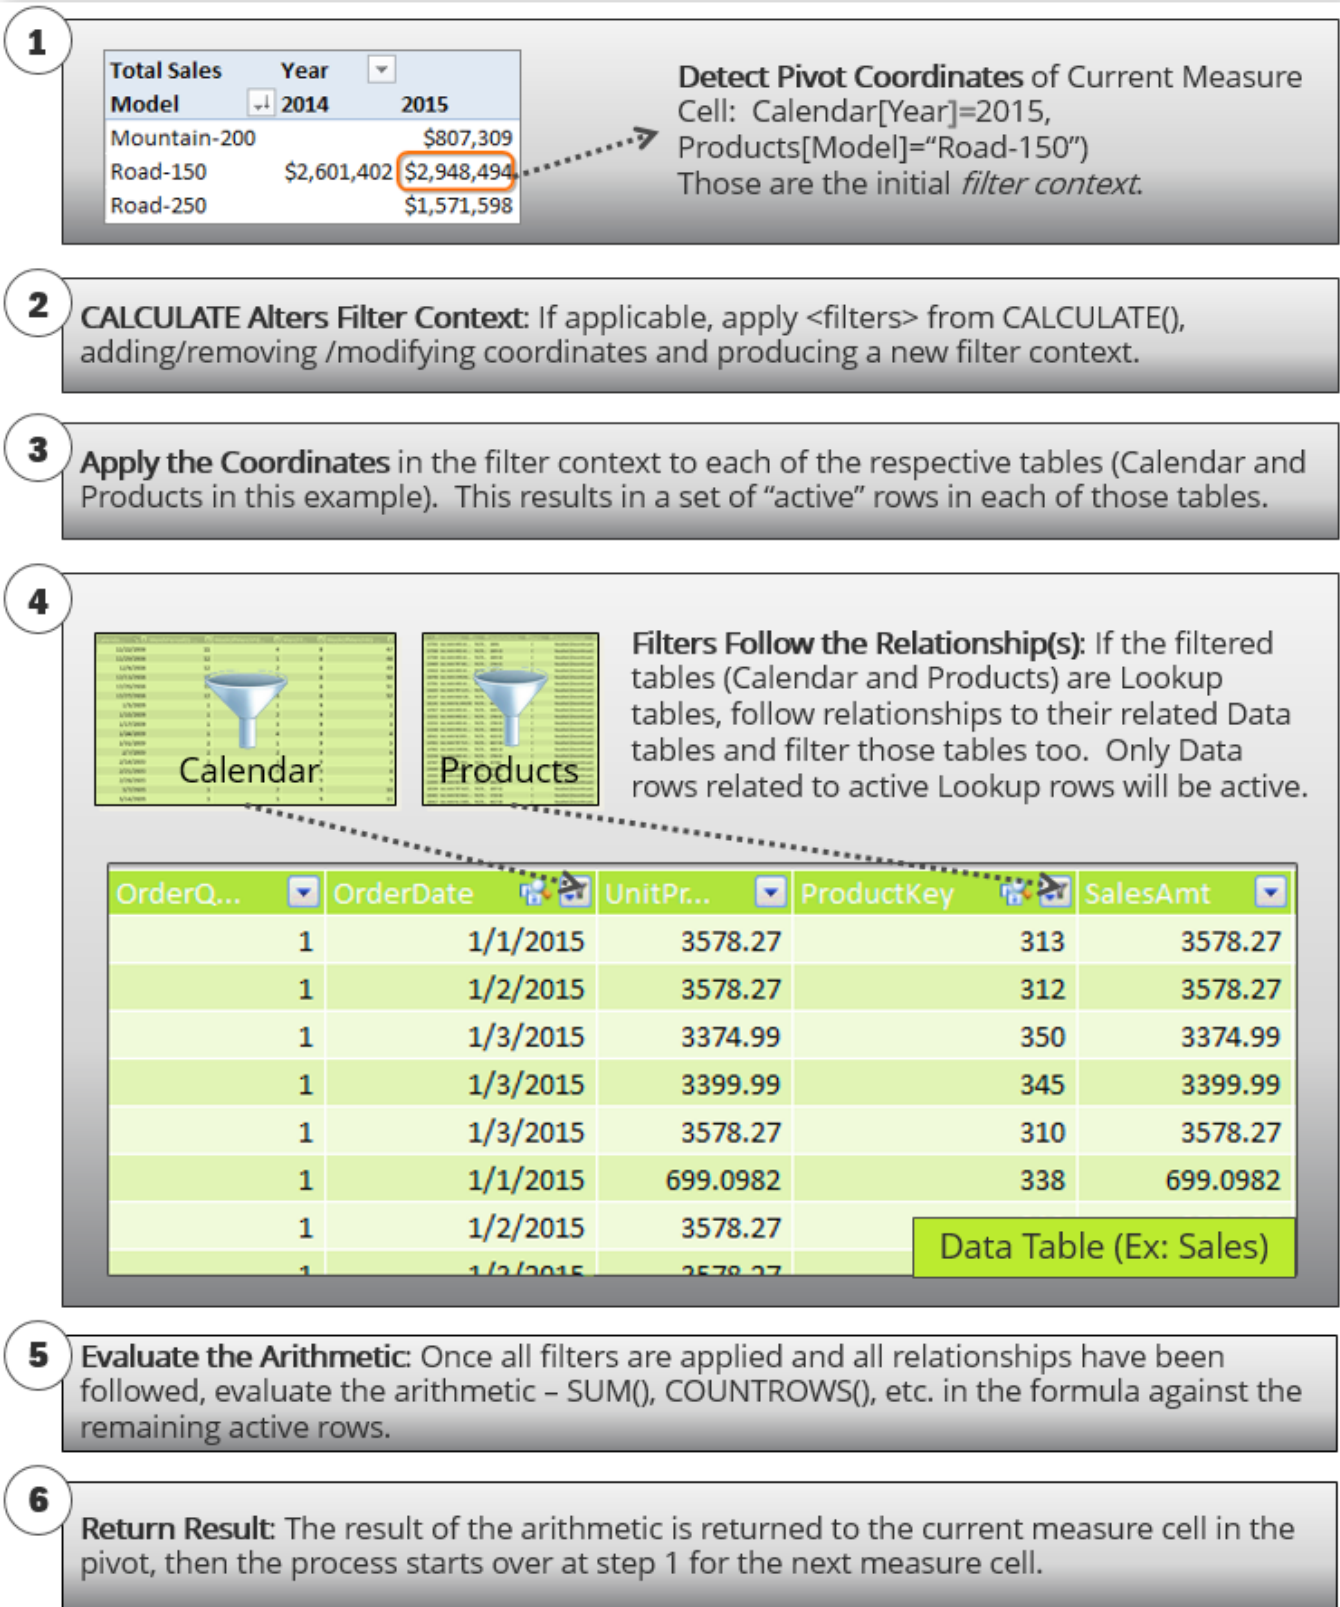 1
Total Sales Year
Model 2014 2015
Mountain-200 $807,309
Road-150 $2,601,402 $2,948,494
Road-250 $1,571,598
Detect Pivot Coordinates of Current Measure
Cell: Calendar[Year]=2015,
Products[Model]=“Road-150”)
Those are the initial filter context.
2
CALCULATE Alters Filter Context: If applicable, apply <filters> from CALCULATE(),
adding/removing /modifying coordinates and producing a new filter context.
3
Apply the Coordinates in the filter context to each of the respective tables (Calendar and
Products in this example). This results in a set of “active” rows in each of those tables.
4
Calendar
Products
Filters Follow the Relationship(s): If the filtered
tables (Calendar and Products) are Lookup
tables, follow relationships to their related Data
tables and filter those tables too. Only Data
rows related to active Lookup rows will be active.
OrderQ... OrderDate UnitPr... ProductKey SalesAmt
1 1/1/2015 3578.27 313 3578.27
1 1/2/2015 3578.27 312 3578.27
1 1/3/2015 3374.99 350 3374.99
1 1/3/2015 3399.99 345 3399.99
1 1/3/2015 3578.27 310 3578.27
1 1/1/2015 699.0982 338 699.0982
1 1/2/2015 3578.27
Data Table (Ex: Sales)
5
Evaluate the Arithmetic: Once all filters are applied and all relationships have been
followed, evaluate the arithmetic – SUM(), COUNTROWS(), etc. in the formula against the
remaining active rows.
6
Return Result: The result of the arithmetic is returned to the current measure cell in the
pivot, then the process starts over at step 1 for the next measure cell.